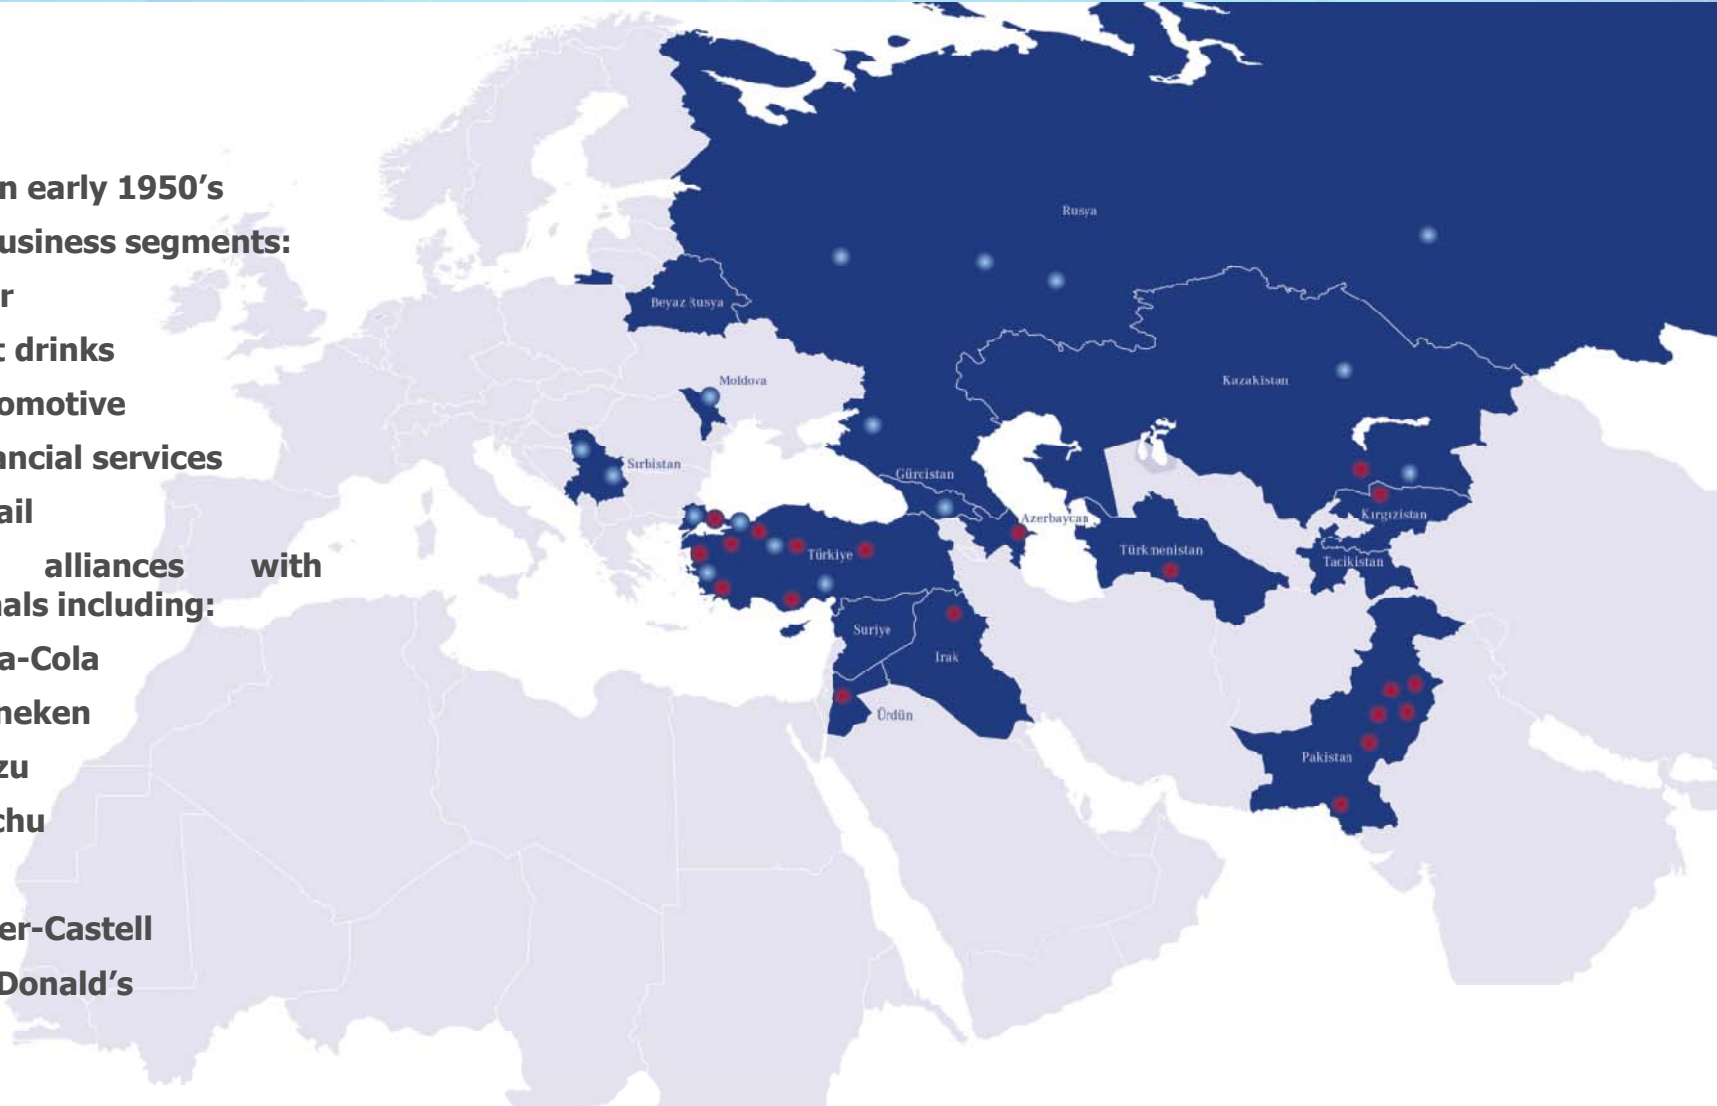 n early 1950’s
usiness segments:
r
t drinks
omotive
ancial services
ail
alliances with
nals including:
a-Cola
neken
zu
chu
er-Castell
Donald’s
Rusya
Beyaz Rusya
Moldova
Kazakistan
Sırbistan
Gürcistan
Azerbaycan
Kırgızistan
Türkiye
Türkmenistan
Tacikistan
Suriye
Irak
Ürdün
Pakistan